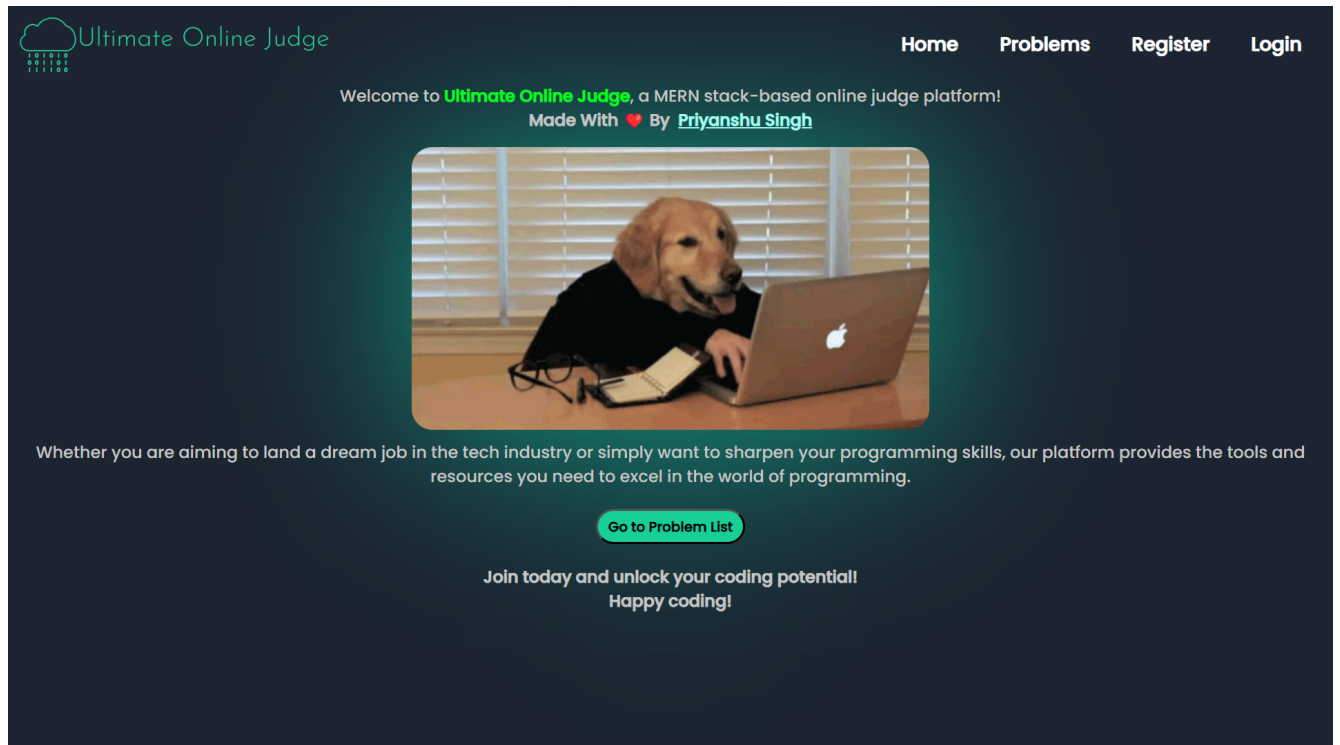 Ultimate Online Judge
101010
001101
111100
Home Problems Register Login
Welcome to Ultimate Online Judge, a MERN stack-based online judge platform!
Made With ❤️ By Priyanshu Singh
Whether you are aiming to land a dream job in the tech industry or simply want to sharpen your programming skills, our platform provides the tools and
resources you need to excel in the world of programming.
Go to Problem List
Join today and unlock your coding potential!
Happy coding!